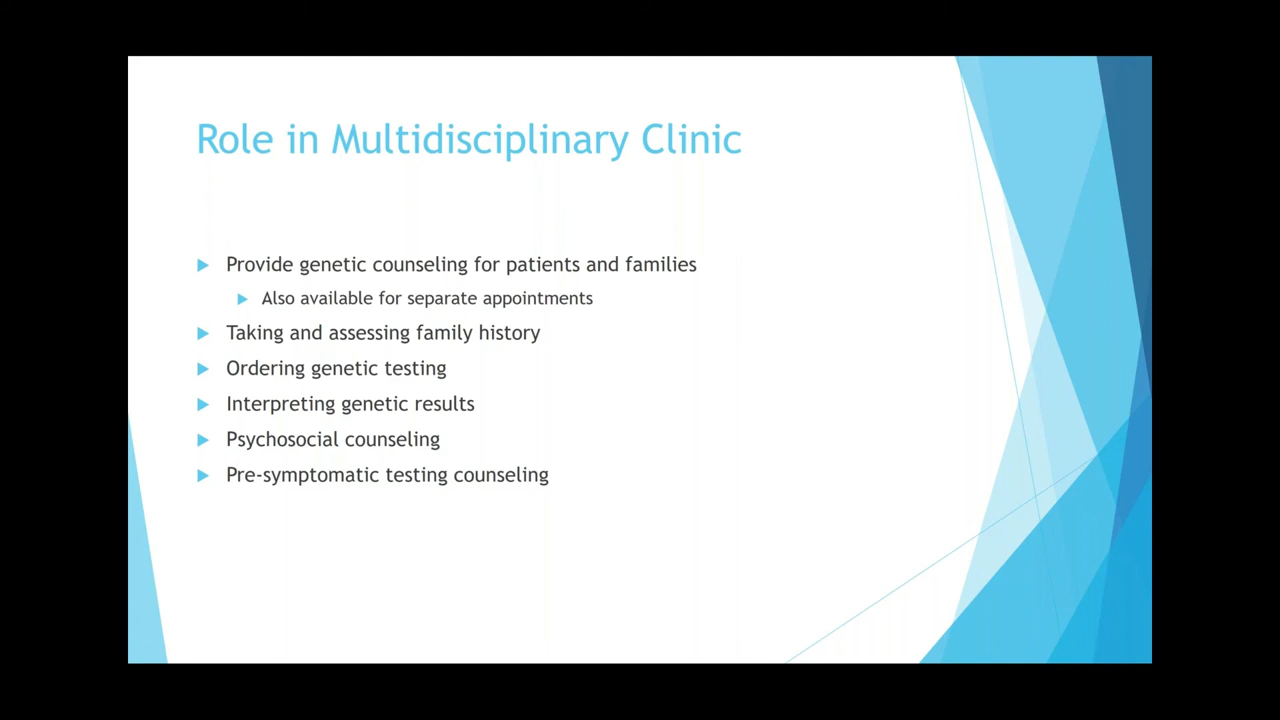 Role in Multidisciplinary Clinic
Provide genetic counseling for patients and families
Also available for separate appointments
Taking and assessing family history
Ordering genetic testing
Interpreting genetic results
Psychosocial counseling
Pre-symptomatic testing counseling